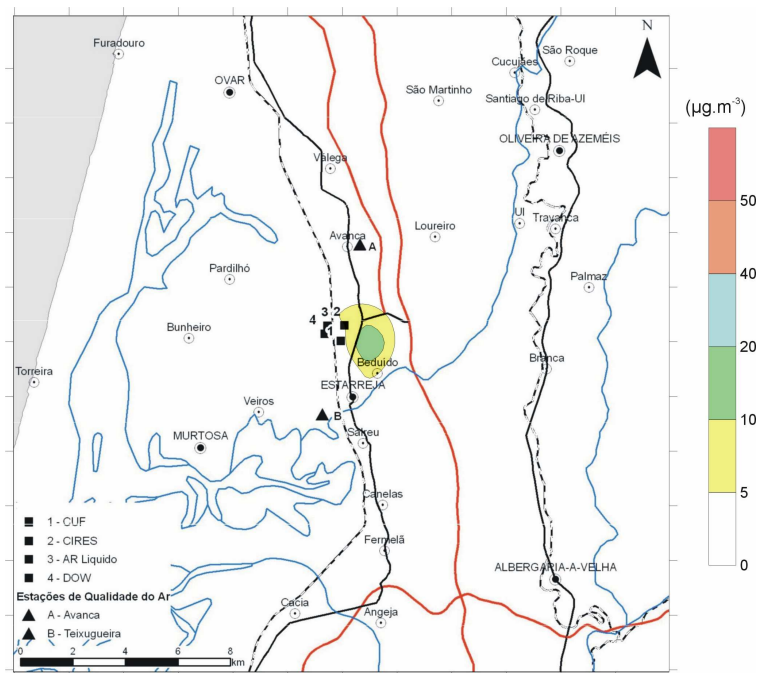 Furadouro
N
São Roque
Cucujães
OVAR
São Martinho
Santiago de Riba-Ul
(µg.m-³)
OLIVEIRA DE AZEMÉIS
Válega
Ul
Travanca
Loureiro
Avanca
A
Pardilhó
Palmaz
50
40
20
10
5
0
3 2
4
1
Bunheiro
Beduído
Branca
Torreira
ESTARREJA
Veiros
B
MURTOSA
Salreu
Canelas
Fermelã
ALBERGARIA-A-VELHA
Cacia
Angeja
1 - CUF
2 - CIRES
3 - AR Líquido
4 - DOW
Estações de Qualidade do Ar
A - Avanca
B - Teixugueira
0 2 4 6 8
km